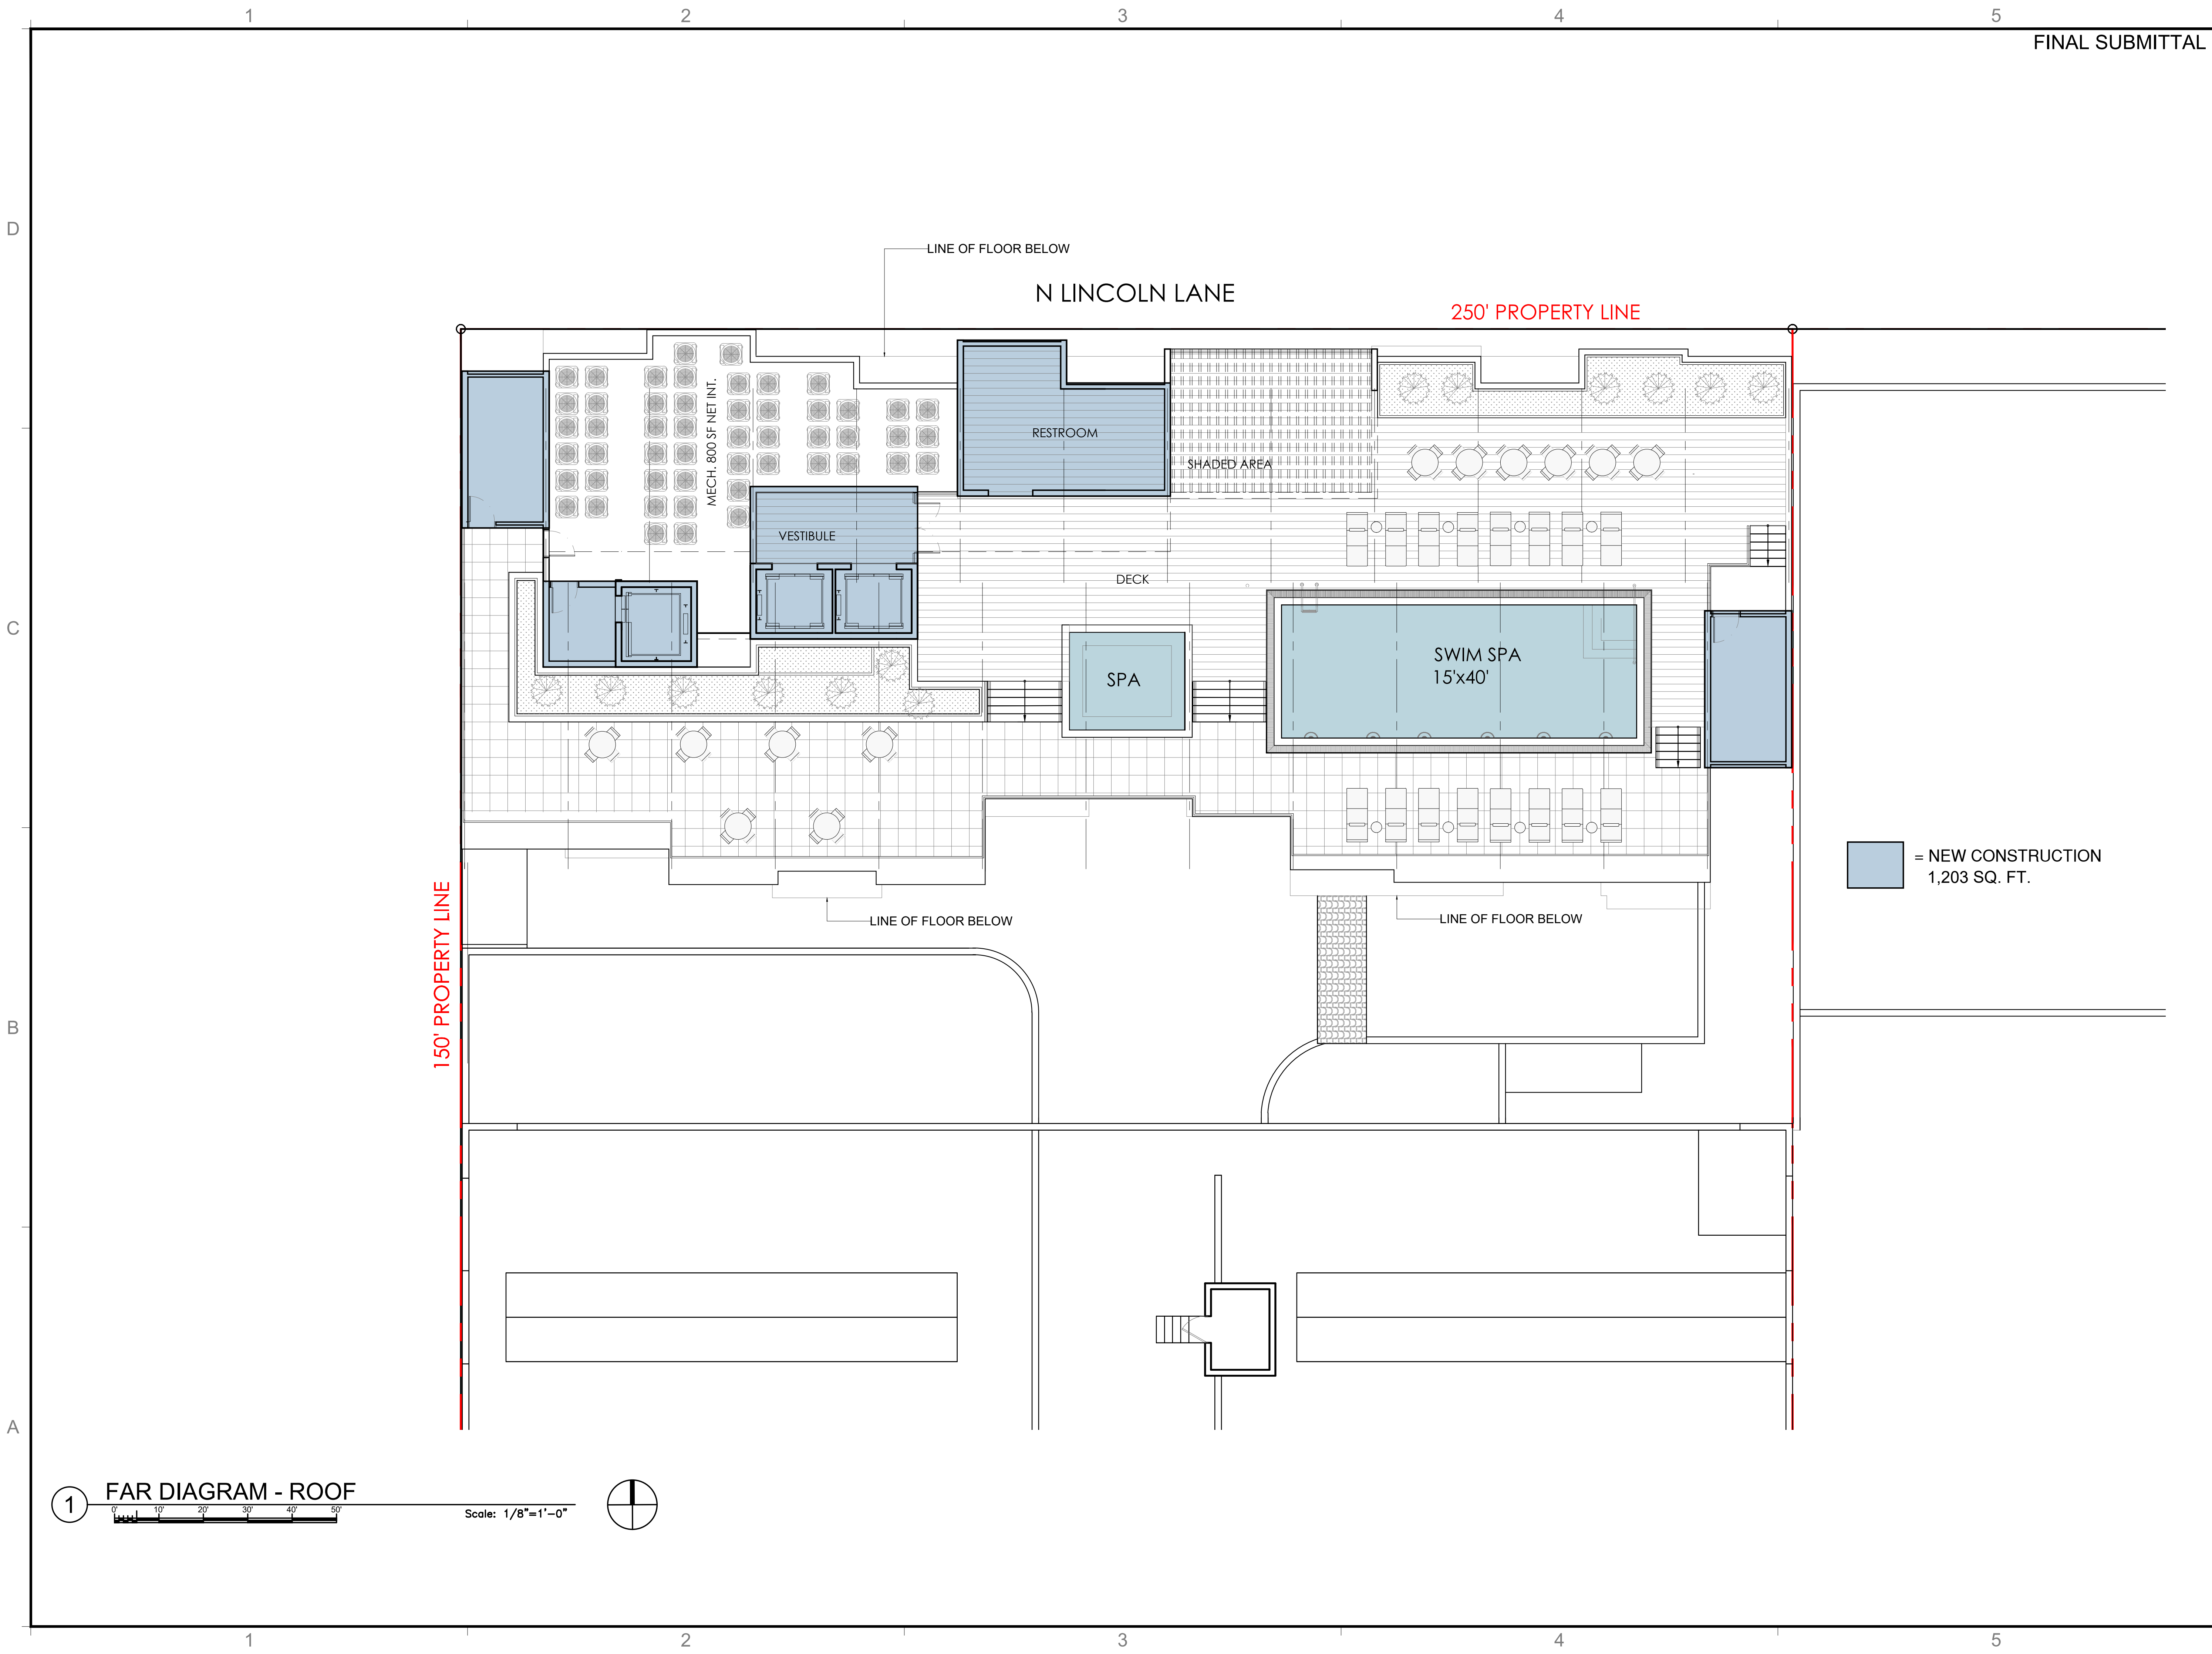 1 2 3 4 5
FINAL SUBMITTAL
D
LINE OF FLOOR BELOW
N LINCOLN LANE
250' PROPERTY LINE
MECH. 800 SF NET INT.
RESTROOM
SHADED AREA
VESTIBULE
DECK
C
SPA
SWIM SPA
15'x40'
= NEW CONSTRUCTION
1,203 SQ. FT.
150' PROPERTY LINE
LINE OF FLOOR BELOW
LINE OF FLOOR BELOW
B
A
1
FAR DIAGRAM - ROOF
0' 10' 20' 30' 40' 50'
Scale: 1/8"=1'-0"
1 2 3 4 5